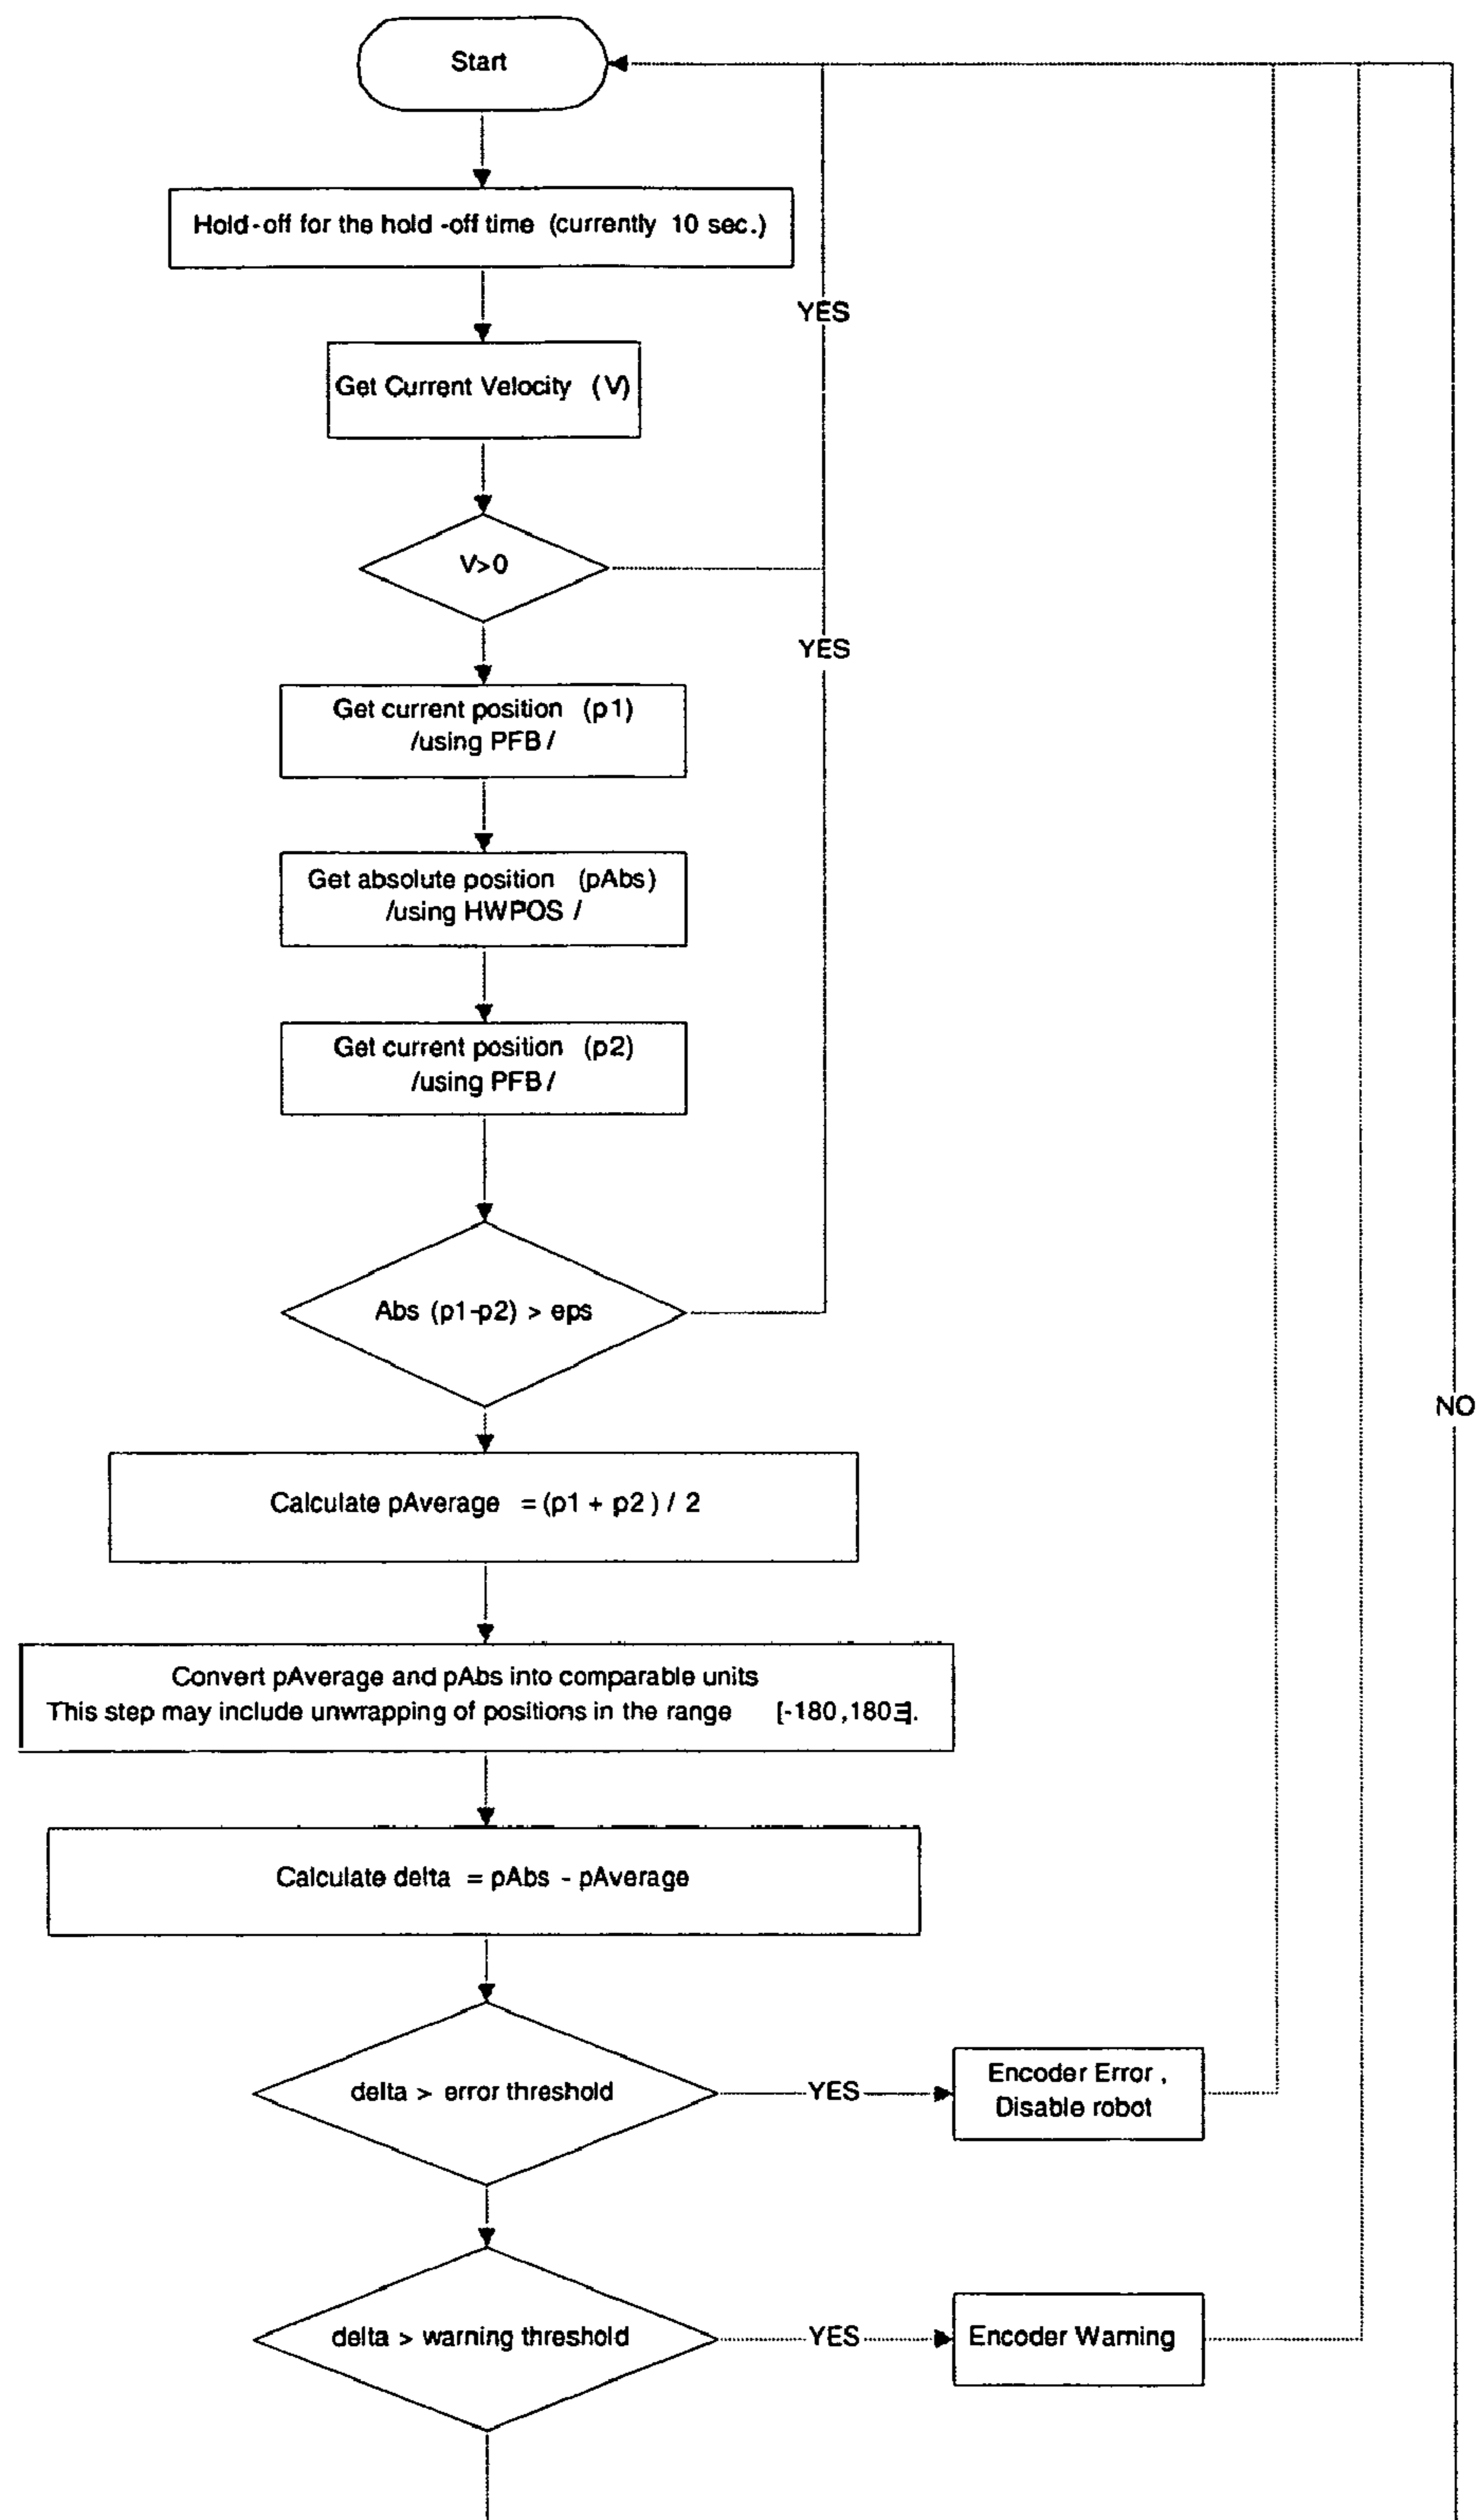 Start
Hold-off for the hold-off time (currently 10 sec.)
YES
Get Current Velocity (V)
V>0
YES
Get current position (p1)
/using PFB/
Get absolute position (pAbs)
/using HWPOS /
Get current position (p2)
/using PFB/
Abs (p1-p2) > eps
NO
Calculate pAverage = (p1 + p2) / 2
Convert pAverage and pAbs into comparable units
This step may include unwrapping of positions in the range [-180,180].
Calculate delta = pAbs - pAverage
delta > error threshold
YES
Encoder Error,
Disable robot
delta > warning threshold
YES
Encoder Warning